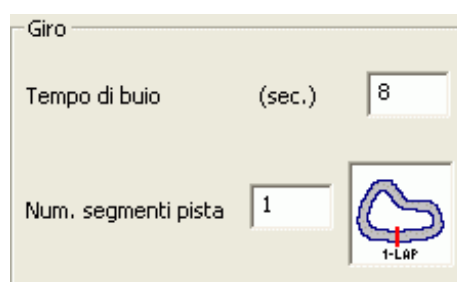 Giro
Tempo di buio (sec.) 8
Num. segmenti pista 1
1-LAP